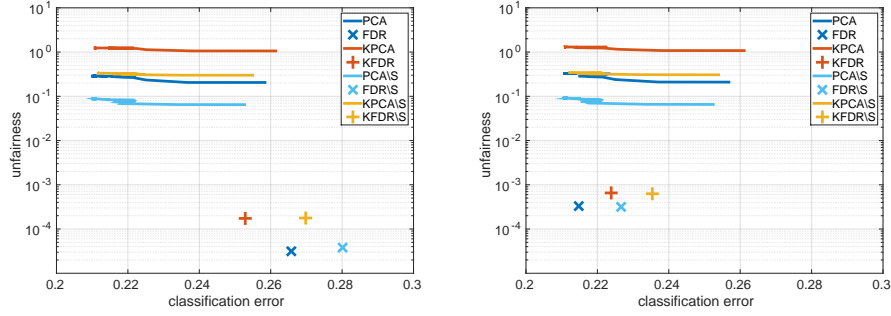 10^1
10^0
10^-1
10^-2
10^-3
10^-4
unfairness
0.2 0.22 0.24 0.26 0.28 0.3
classification error
PCA
FDR
KPCA
KFDR
PCA\S
FDR\S
KPCA\S
KFDR\S
10^1
10^0
10^-1
10^-2
10^-3
10^-4
unfairness
0.2 0.22 0.24 0.26 0.28 0.3
classification error
PCA
FDR
KPCA
KFDR
PCA\S
FDR\S
KPCA\S
KFDR\S